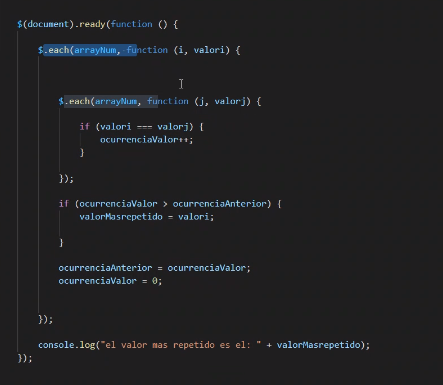 $(document).ready(function () {
$.each(arrayNum, function (i, valori) {
$.each(arrayNum, function (j, valorj) {
if (valori === valorj) {
ocurrenciaValor++;
}
});
if (ocurrenciaValor > ocurrenciaAnterior) {
valorMasrepetido = valori;
}
ocurrenciaAnterior = ocurrenciaValor;
ocurrenciaValor = 0;
});
console.log("el valor mas repetido es el: " + valorMasrepetido);
});